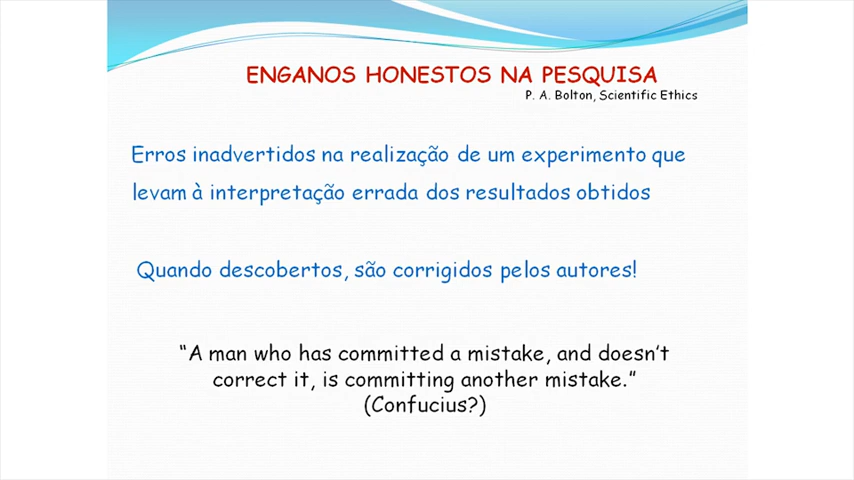 ENGANOS HONESTOS NA PESQUISA
P. A. Bolton, Scientific Ethics
Erros inadvertidos na realização de um experimento que
levam à interpretação errada dos resultados obtidos
Quando descobertos, são corrigidos pelos autores!
“A man who has committed a mistake, and doesn’t
correct it, is committing another mistake.”
(Confucius?)